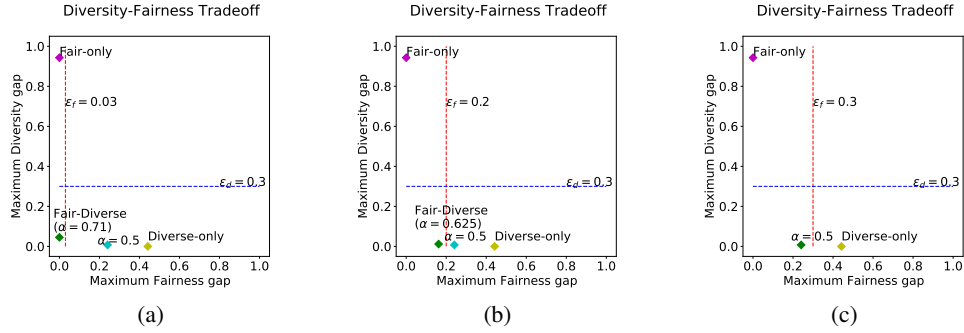 Diversity-Fairness Tradeoff
Maximum Diversity gap
1.0
0.8
0.6
0.4
0.2
0.0
Fair-only
ε_f = 0.03
ε_d = 0.3
Fair-Diverse
(α = 0.71)
α = 0.5
Diverse-only
0.0 0.2 0.4 0.6 0.8 1.0
Maximum Fairness gap
(a)
Diversity-Fairness Tradeoff
Maximum Diversity gap
1.0
0.8
0.6
0.4
0.2
0.0
Fair-only
ε_f = 0.2
ε_d = 0.3
Fair-Diverse
(α = 0.625)
α = 0.5
Diverse-only
0.0 0.2 0.4 0.6 0.8 1.0
Maximum Fairness gap
(b)
Diversity-Fairness Tradeoff
Maximum Diversity gap
1.0
0.8
0.6
0.4
0.2
0.0
Fair-only
ε_f = 0.3
ε_d = 0.3
α = 0.5
Diverse-only
0.0 0.2 0.4 0.6 0.8 1.0
Maximum Fairness gap
(c)